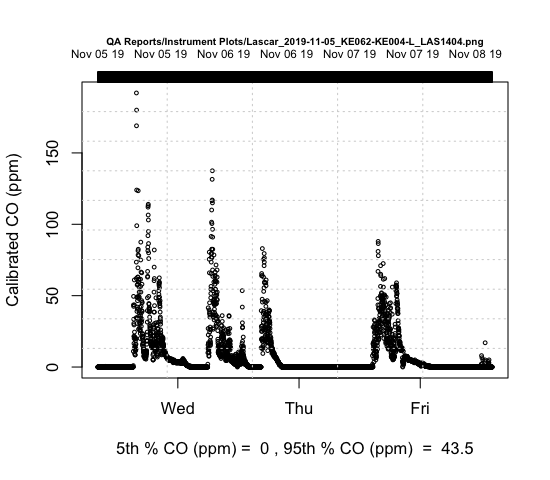 QA Reports/Instrument Plots/Lascar_2019-11-05_KE062-KE004-L_LAS1404.png
Nov 05 19 Nov 05 19 Nov 06 19 Nov 06 19 Nov 07 19 Nov 07 19 Nov 08 19
Calibrated CO (ppm)
150
100
50
0
Wed Thu Fri
5th % CO (ppm) = 0 , 95th % CO (ppm) = 43.5